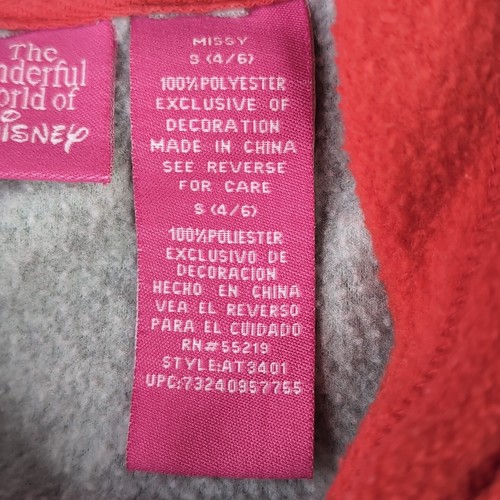 The
nderful
orld of
Disney
MISSY
S (4/6)
100%POLYESTER
EXCLUSIVE OF
DECORATION
MADE IN CHINA
SEE REVERSE
FOR CARE
S (4/6)
100%POLIESTER
EXCLUSIVO DE
DECORACION
HECHO EN CHINA
VEA EL REVERSO
PARA EL CUIDADO
RN#55219
STYLE:AT3401
UPC:73240957755